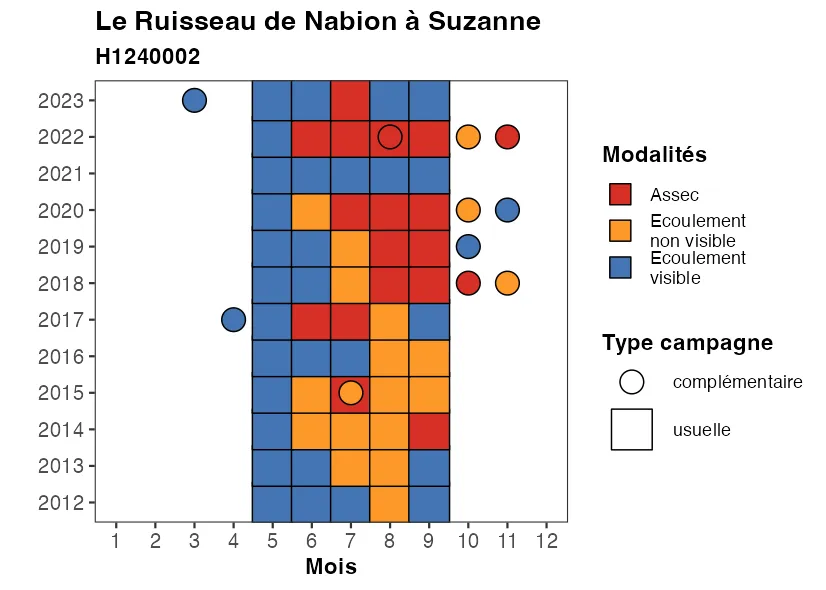 Le Ruisseau de Nabion à Suzanne
H1240002
2023
2022
2021
2020
2019
2018
2017
2016
2015
2014
2013
2012
1 2 3 4 5 6 7 8 9 10 11 12
Mois
Modalités
Assec
Ecoulement
non visible
Ecoulement
visible
Type campagne
complémentaire
usuelle